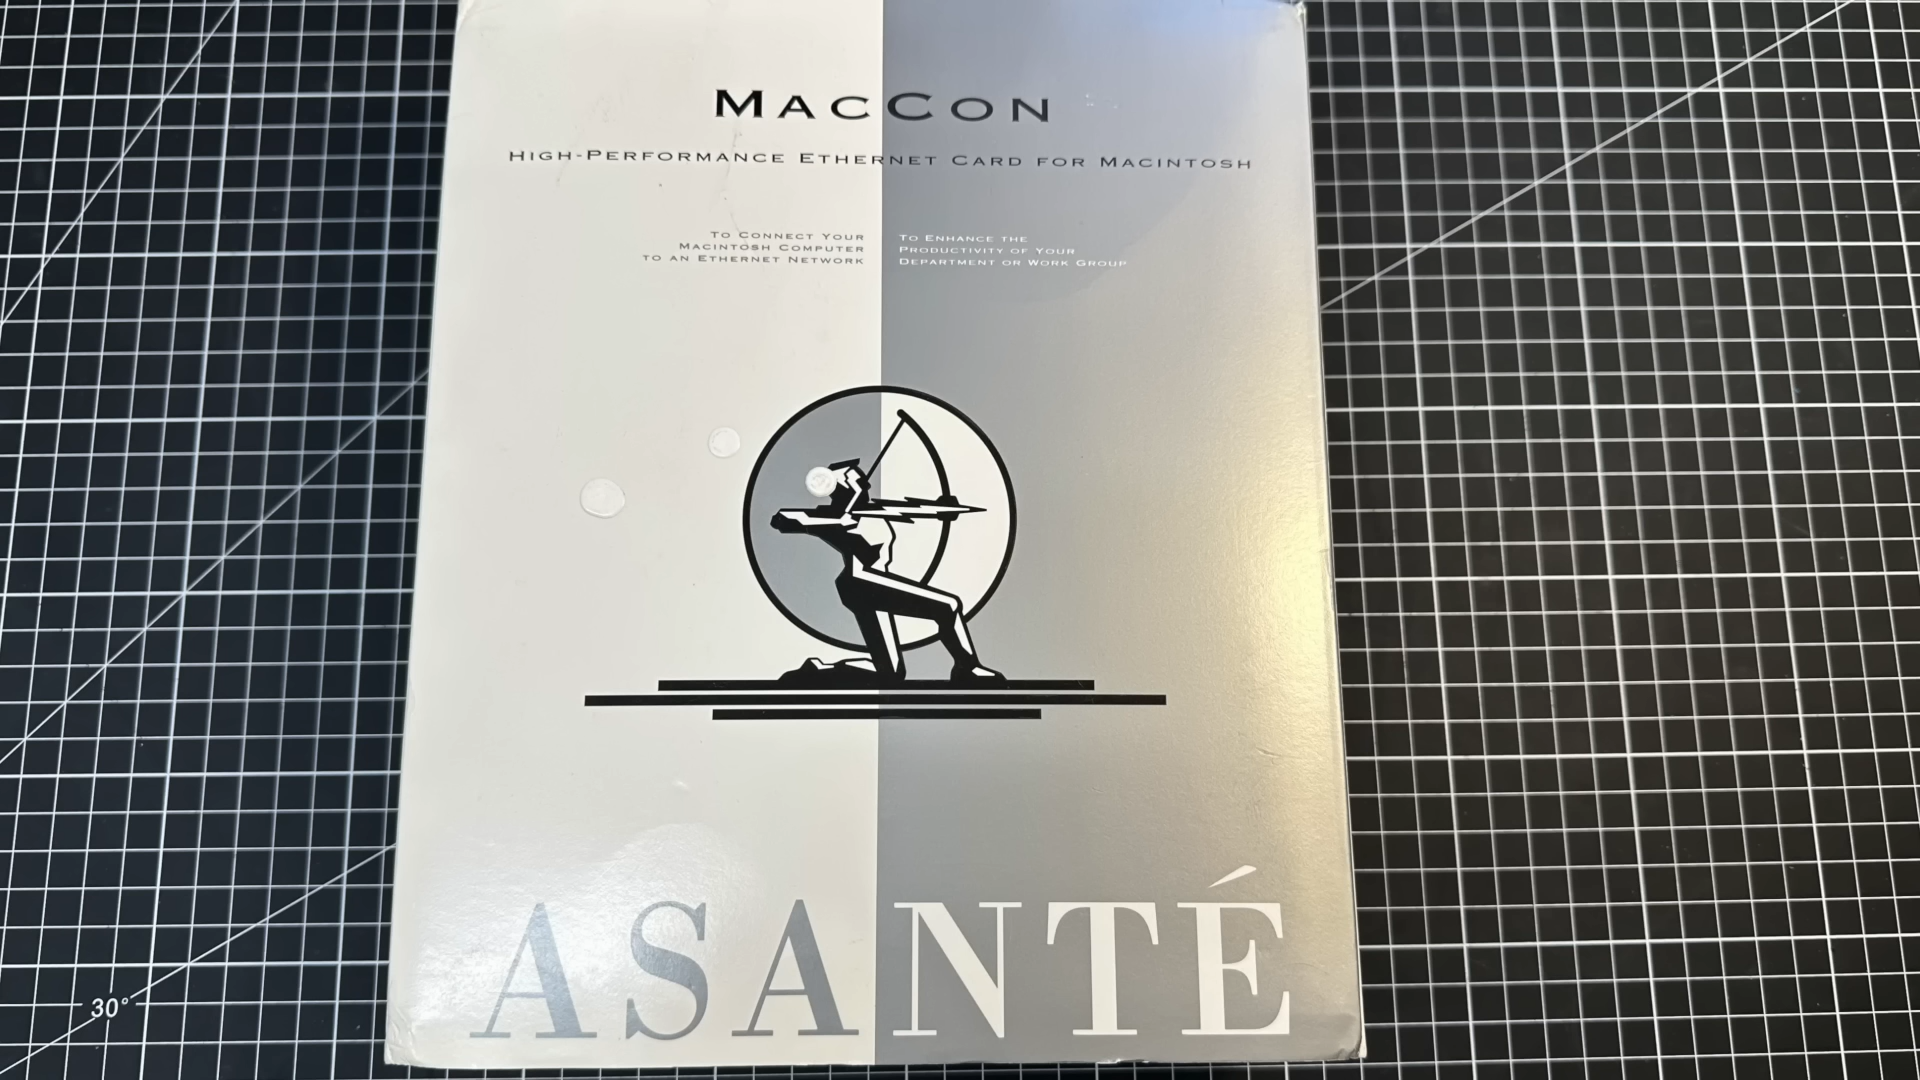 MacCon
High-Performance Ethernet Card for Macintosh
To Connect Your
Macintosh Computer
to an Ethernet Network
To Enhance the
Productivity of Your
Department or Work Group
ASANTÉ
30°